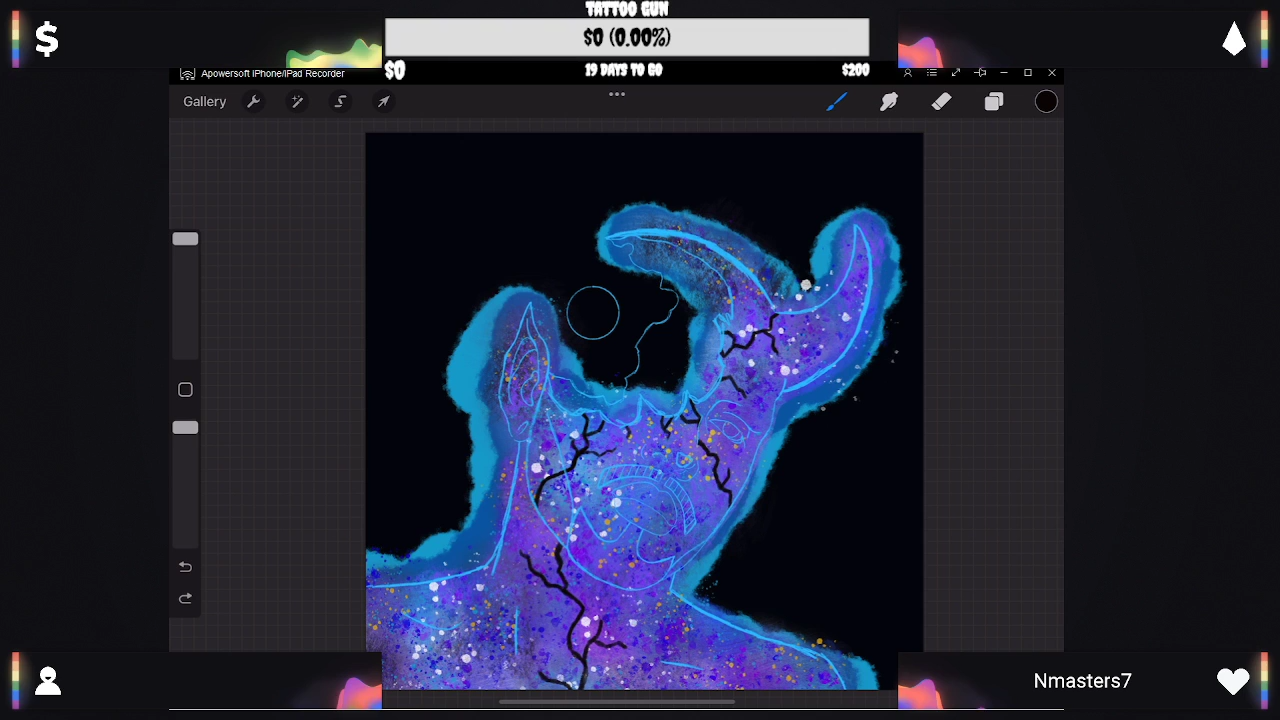 TATTOO GUN
$0 (0.00%)
$0 19 DAYS TO GO $200
Apowersoft iPhone/iPad Recorder
Gallery
Nmasters7